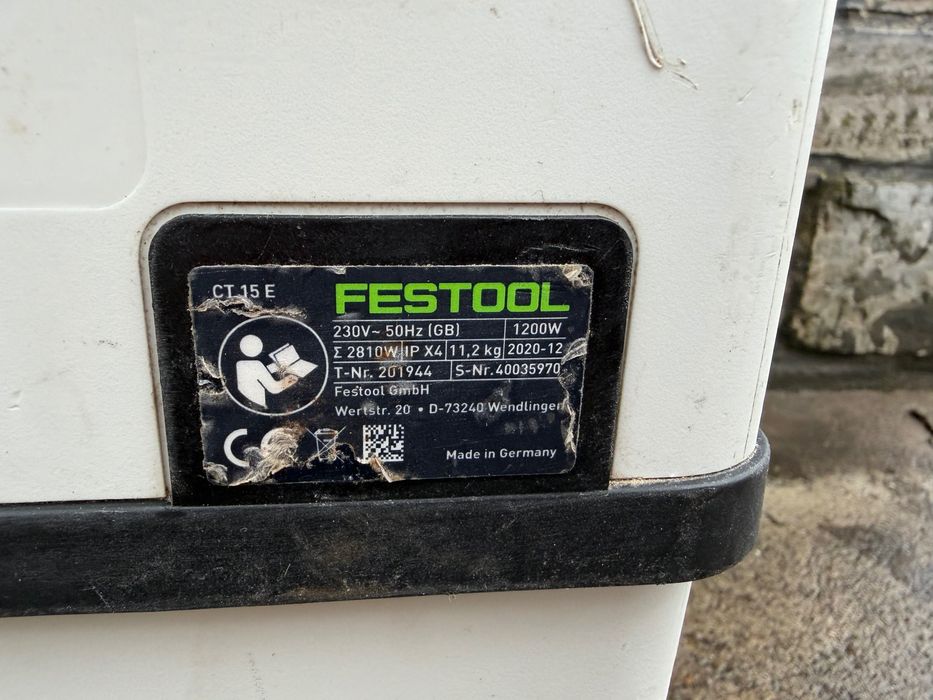 CT 15 E
FESTOOL
230V~ 50Hz (GB) 1200W
Σ 2810W IP X4 11,2 kg 2020-12
T-Nr. 201944 S-Nr. 40035970
Festool GmbH
Wertstr. 20 • D-73240 Wendlingen
CE
Made in Germany